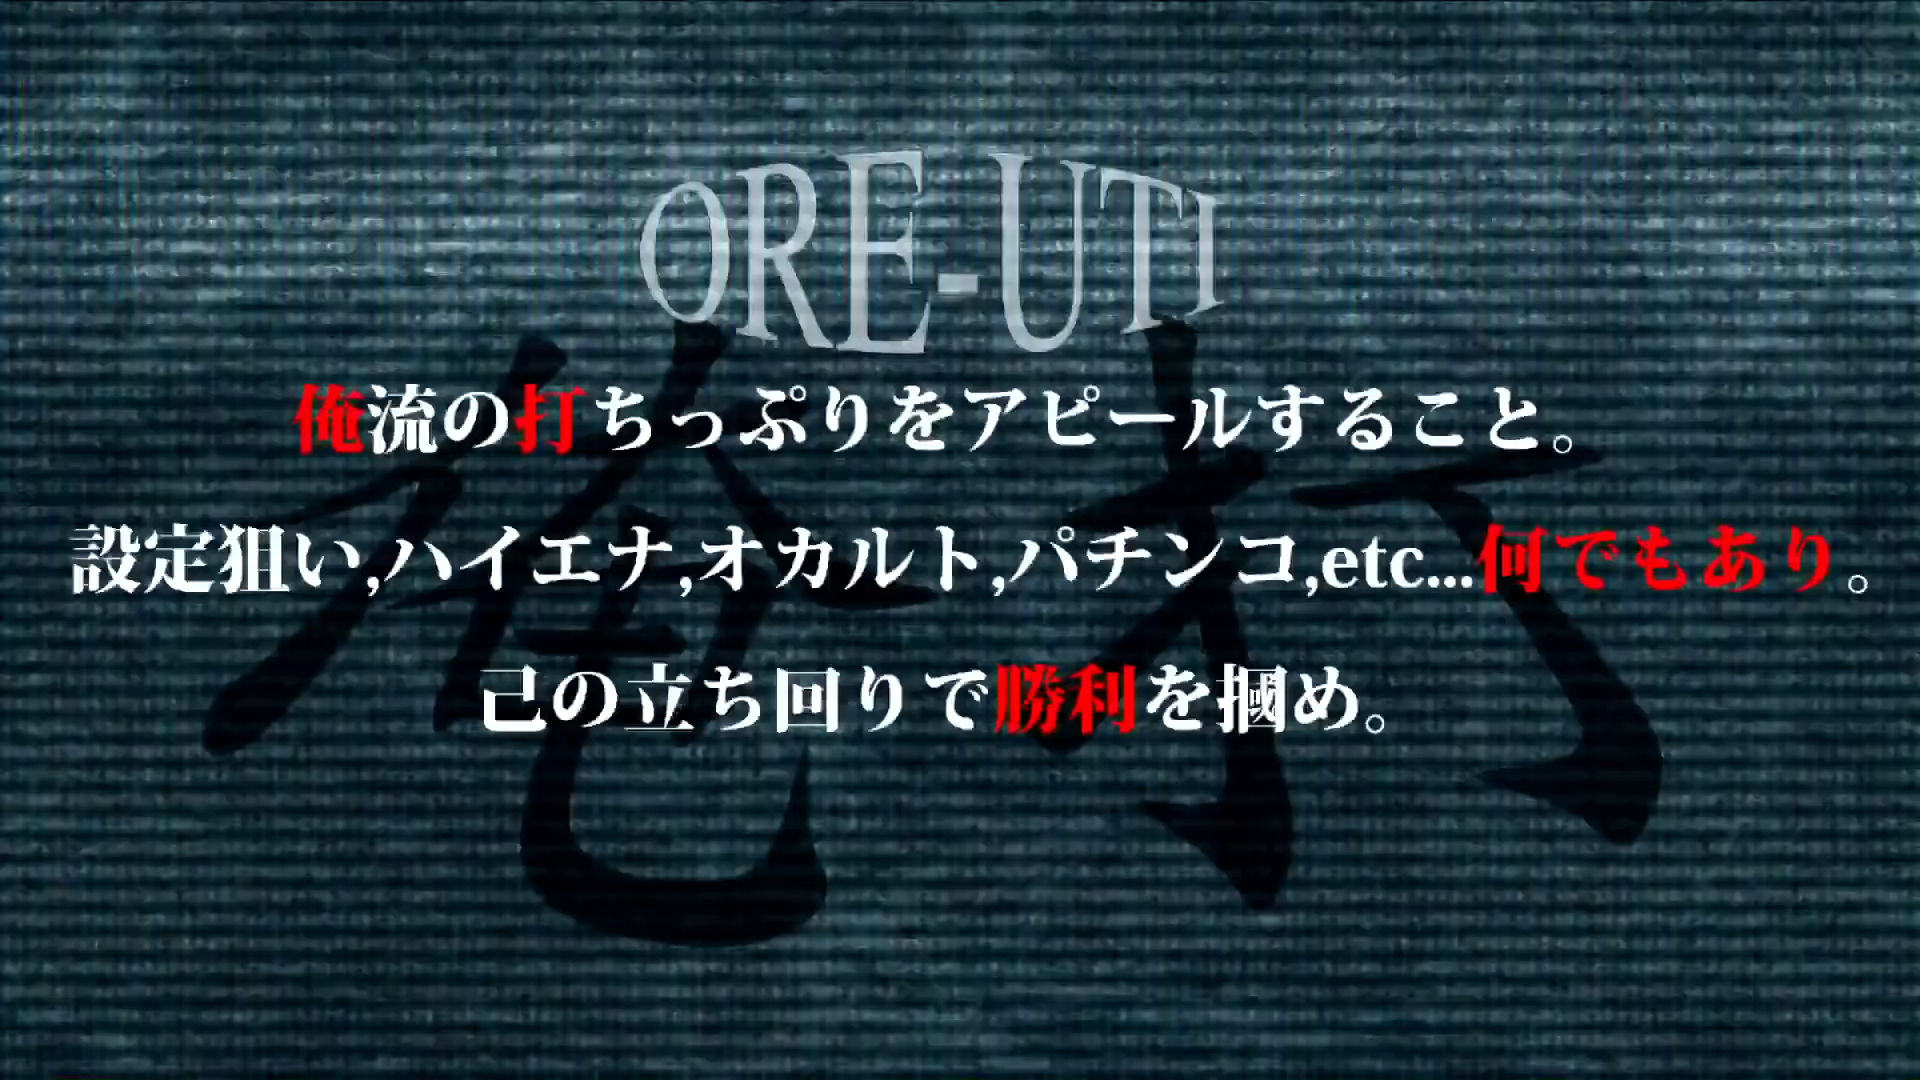 ORE-UTI
俺打
俺流の打ちっぷりをアピールすること。
設定狙い,ハイエナ,オカルト,パチンコ,etc...何でもあり。
己の立ち回りで勝利を摑め。